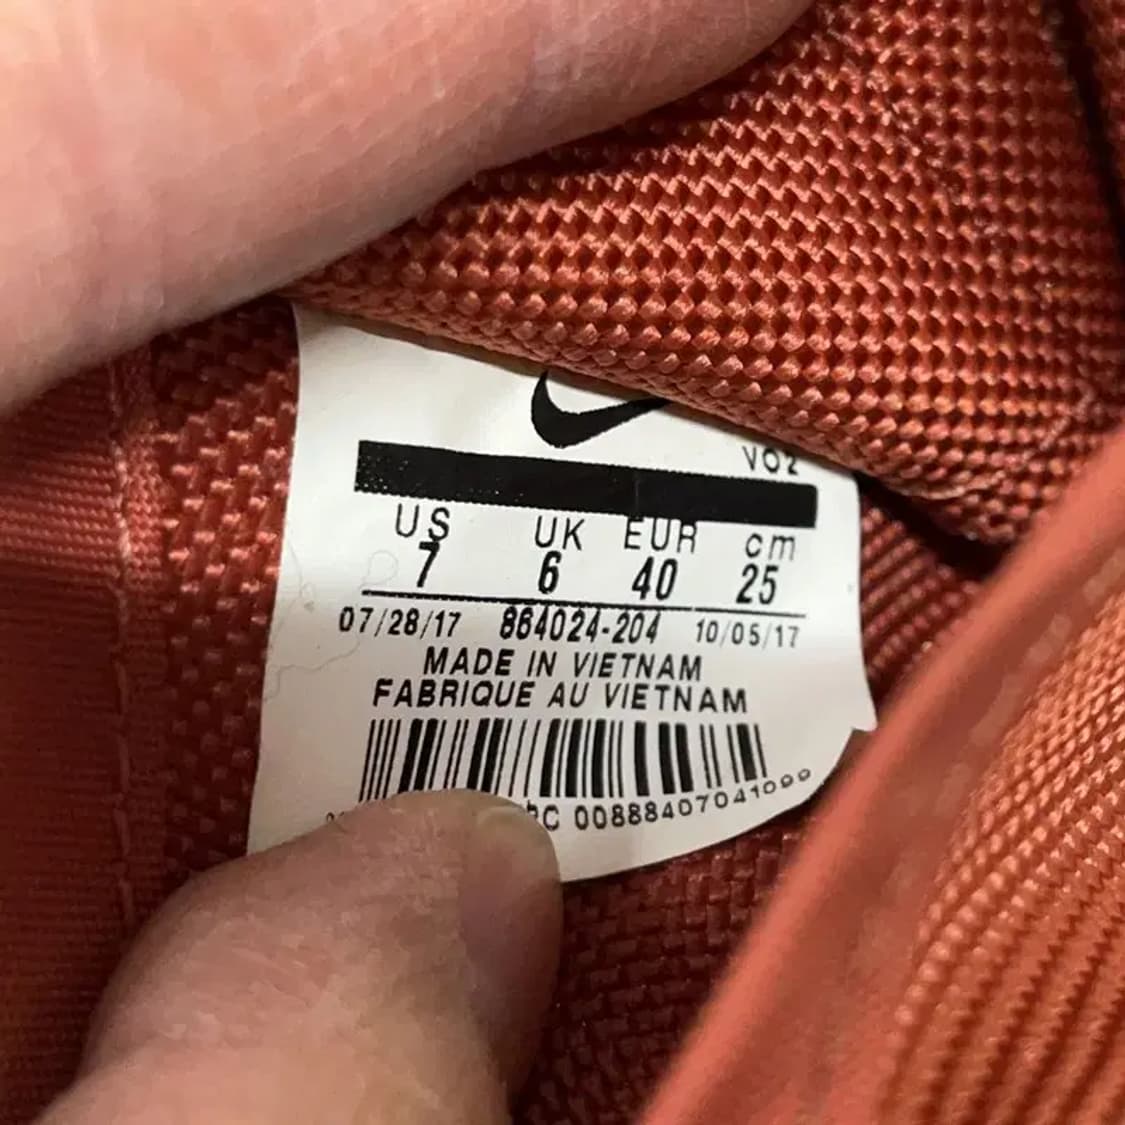 VO2
US UK EUR cm
7 6 40 25
07/28/17 864024-204 10/05/17
MADE IN VIETNAM
FABRIQUE AU VIETNAM
00888407041099